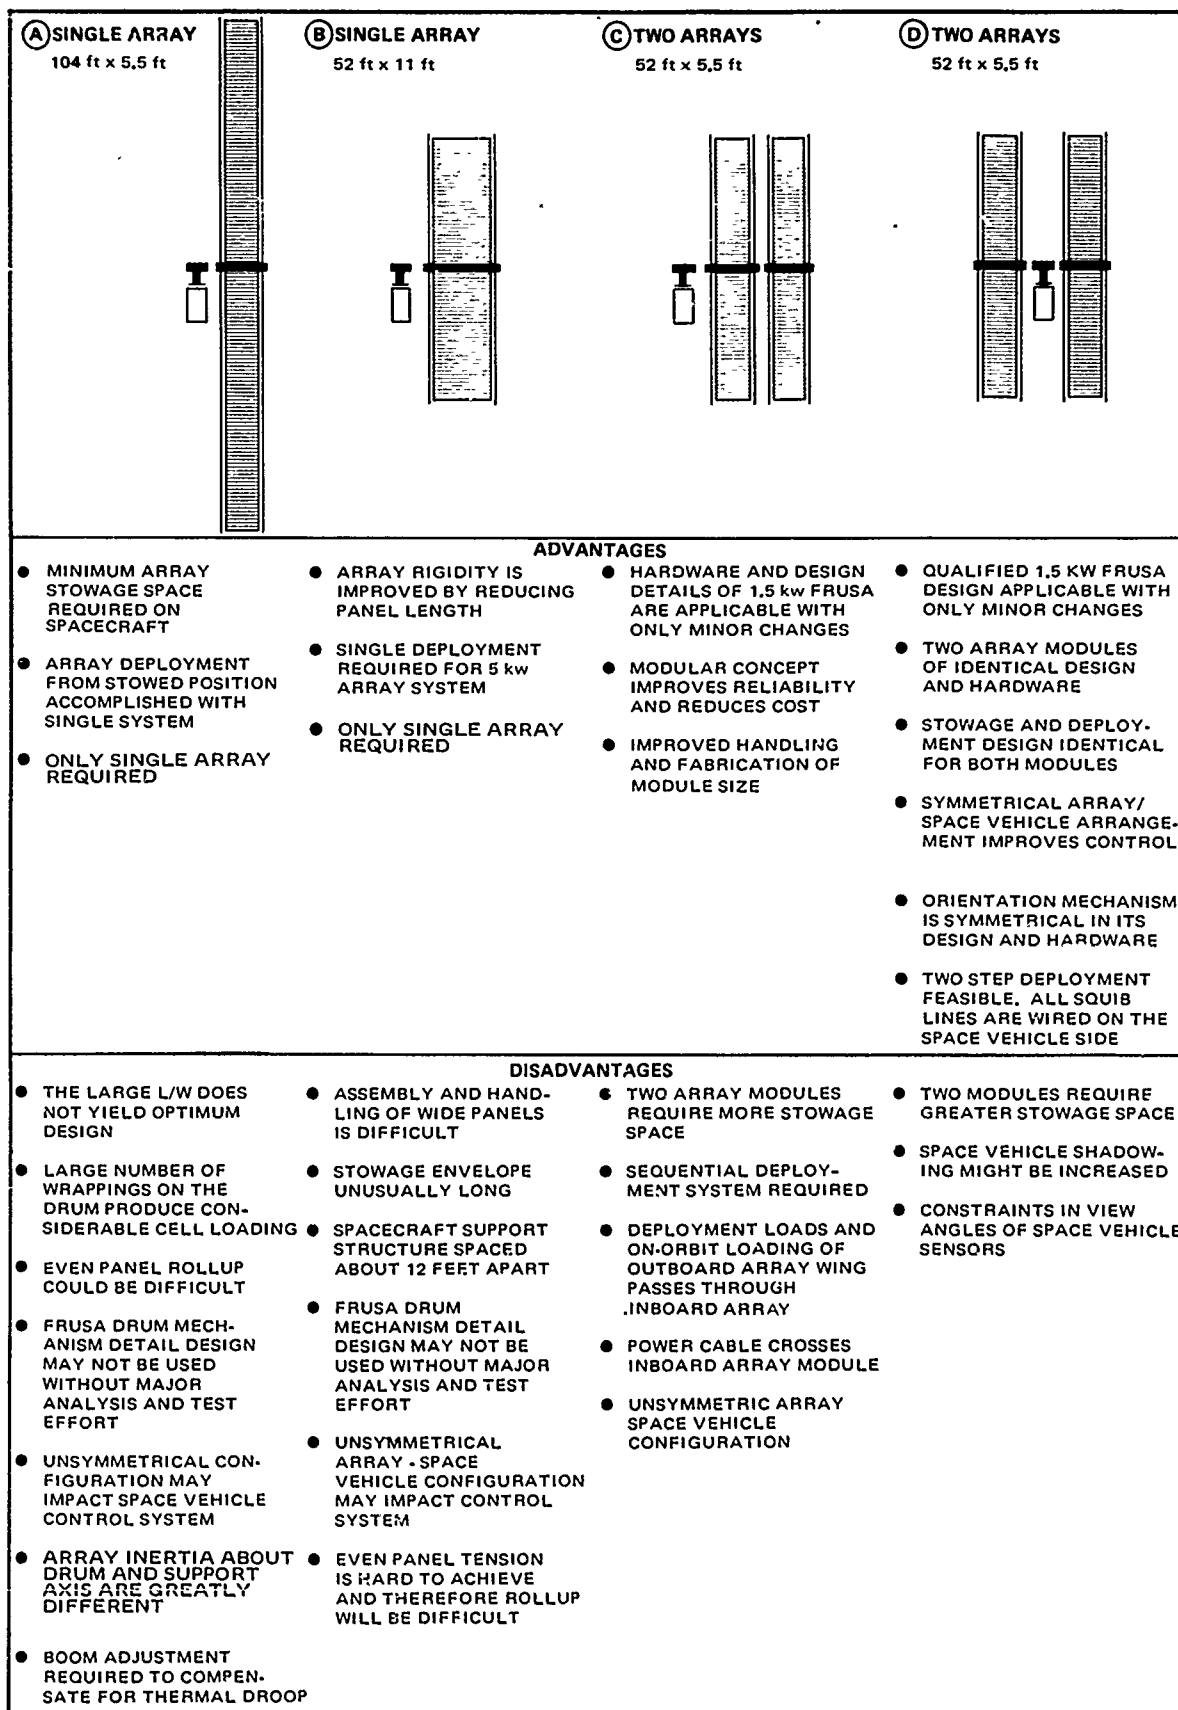 Ⓐ SINGLE ARRAY
104 ft x 5.5 ft
Ⓑ SINGLE ARRAY
52 ft x 11 ft
Ⓒ TWO ARRAYS
52 ft x 5.5 ft
Ⓓ TWO ARRAYS
52 ft x 5.5 ft
ADVANTAGES
● MINIMUM ARRAY
STOWAGE SPACE
REQUIRED ON
SPACECRAFT
● ARRAY DEPLOYMENT
FROM STOWED POSITION
ACCOMPLISHED WITH
SINGLE SYSTEM
● ONLY SINGLE ARRAY
REQUIRED
● ARRAY RIGIDITY IS
IMPROVED BY REDUCING
PANEL LENGTH
● SINGLE DEPLOYMENT
REQUIRED FOR 5 kw
ARRAY SYSTEM
● ONLY SINGLE ARRAY
REQUIRED
● HARDWARE AND DESIGN
DETAILS OF 1.5 kw FRUSA
ARE APPLICABLE WITH
ONLY MINOR CHANGES
● MODULAR CONCEPT
IMPROVES RELIABILITY
AND REDUCES COST
● IMPROVED HANDLING
AND FABRICATION OF
MODULE SIZE
● QUALIFIED 1.5 KW FRUSA
DESIGN APPLICABLE WITH
ONLY MINOR CHANGES
● TWO ARRAY MODULES
OF IDENTICAL DESIGN
AND HARDWARE
● STOWAGE AND DEPLOY-
MENT DESIGN IDENTICAL
FOR BOTH MODULES
● SYMMETRICAL ARRAY/
SPACE VEHICLE ARRANGE-
MENT IMPROVES CONTROL
● ORIENTATION MECHANISM
IS SYMMETRICAL IN ITS
DESIGN AND HARDWARE
● TWO STEP DEPLOYMENT
FEASIBLE. ALL SQUIB
LINES ARE WIRED ON THE
SPACE VEHICLE SIDE
DISADVANTAGES
● THE LARGE L/W DOES
NOT YIELD OPTIMUM
DESIGN
● LARGE NUMBER OF
WRAPPINGS ON THE
DRUM PRODUCE CON-
SIDERABLE CELL LOADING
● EVEN PANEL ROLLUP
COULD BE DIFFICULT
● FRUSA DRUM MECH-
ANISM DETAIL DESIGN
MAY NOT BE USED
WITHOUT MAJOR
ANALYSIS AND TEST
EFFORT
● UNSYMMETRICAL CON-
FIGURATION MAY
IMPACT SPACE VEHICLE
CONTROL SYSTEM
● ARRAY INERTIA ABOUT
DRUM AND SUPPORT
AXIS ARE GREATLY
DIFFERENT
● BOOM ADJUSTMENT
REQUIRED TO COMPEN-
SATE FOR THERMAL DROOP
● ASSEMBLY AND HAND-
LING OF WIDE PANELS
IS DIFFICULT
● STOWAGE ENVELOPE
UNUSUALLY LONG
● SPACECRAFT SUPPORT
STRUCTURE SPACED
ABOUT 12 FEET APART
● FRUSA DRUM
MECHANISM DETAIL
DESIGN MAY NOT BE
USED WITHOUT MAJOR
ANALYSIS AND TEST
EFFORT
● UNSYMMETRICAL
ARRAY - SPACE
VEHICLE CONFIGURATION
MAY IMPACT CONTROL
SYSTEM
● EVEN PANEL TENSION
IS HARD TO ACHIEVE
AND THEREFORE ROLLUP
WILL BE DIFFICULT
● TWO ARRAY MODULES
REQUIRE MORE STOWAGE
SPACE
● SEQUENTIAL DEPLOY-
MENT SYSTEM REQUIRED
● DEPLOYMENT LOADS AND
ON-ORBIT LOADING OF
OUTBOARD ARRAY WING
PASSES THROUGH
INBOARD ARRAY
● POWER CABLE CROSSES
INBOARD ARRAY MODULE
● UNSYMMETRIC ARRAY
SPACE VEHICLE
CONFIGURATION
● TWO MODULES REQUIRE
GREATER STOWAGE SPACE
● SPACE VEHICLE SHADOW-
ING MIGHT BE INCREASED
● CONSTRAINTS IN VIEW
ANGLES OF SPACE VEHICLE
SENSORS